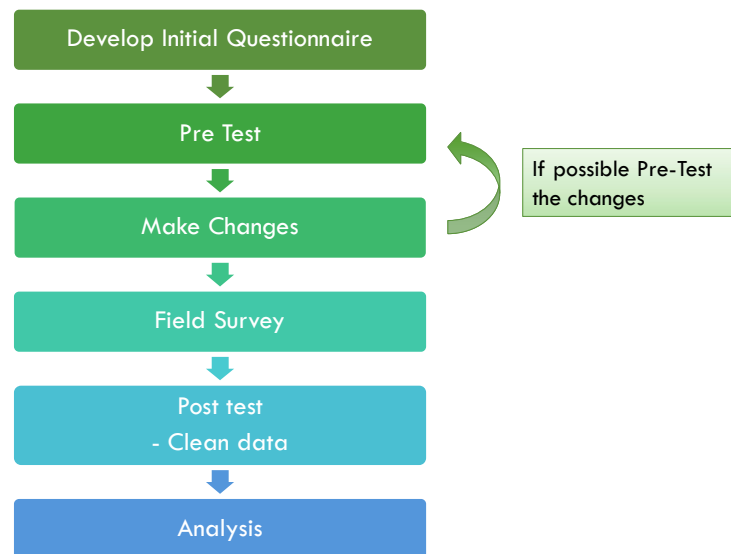 Develop Initial Questionnaire
Pre Test
If possible Pre-Test
the changes
Make Changes
Field Survey
Post test
- Clean data
Analysis